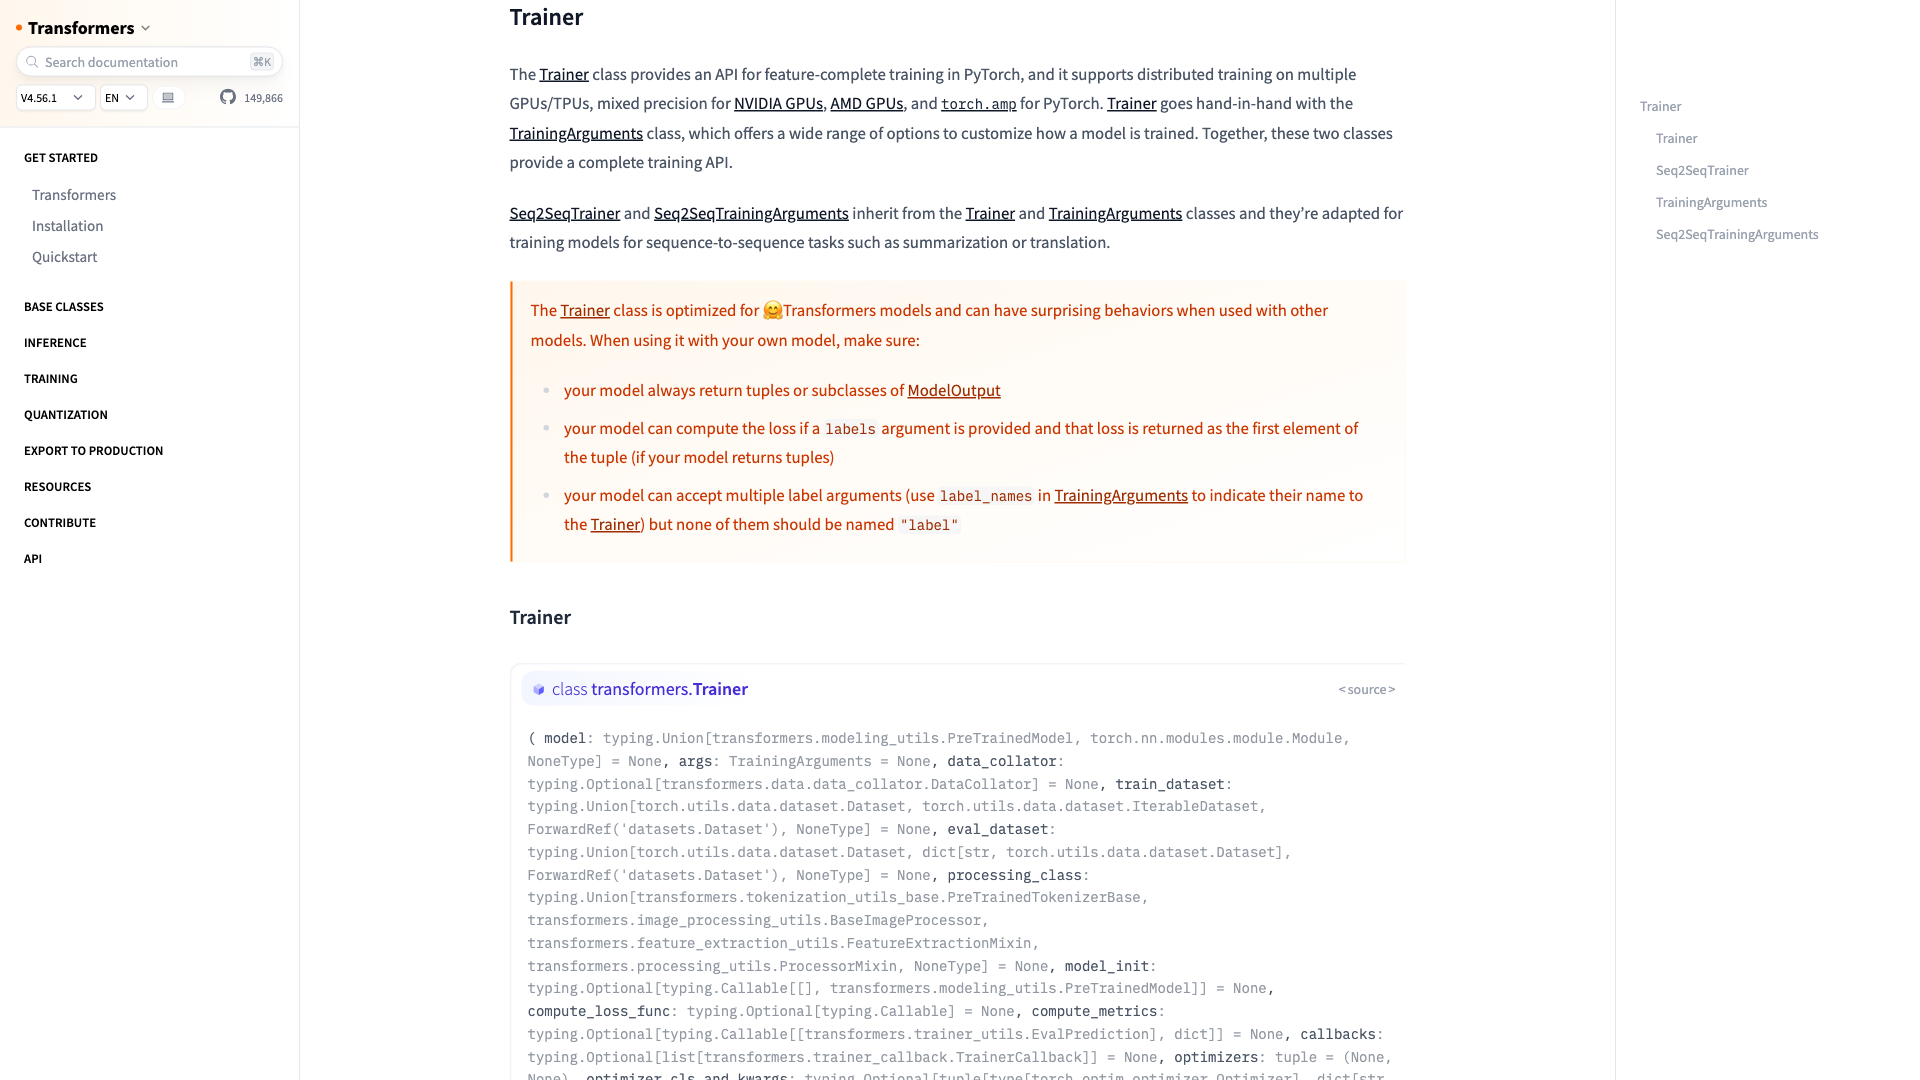 Transformers
Search documentation
⌘K
V4.56.1
EN
149,866
GET STARTED
Transformers
Installation
Quickstart
BASE CLASSES
INFERENCE
TRAINING
QUANTIZATION
EXPORT TO PRODUCTION
RESOURCES
CONTRIBUTE
API
Trainer
The Trainer class provides an API for feature-complete training in PyTorch, and it supports distributed training on multiple
GPUs/TPUs, mixed precision for NVIDIA GPUs, AMD GPUs, and torch.amp for PyTorch. Trainer goes hand-in-hand with the
TrainingArguments class, which offers a wide range of options to customize how a model is trained. Together, these two classes
provide a complete training API.
Seq2SeqTrainer and Seq2SeqTrainingArguments inherit from the Trainer and TrainingArguments classes and they’re adapted for
training models for sequence-to-sequence tasks such as summarization or translation.
The Trainer class is optimized for 🤗Transformers models and can have surprising behaviors when used with other
models. When using it with your own model, make sure:
your model always return tuples or subclasses of ModelOutput
your model can compute the loss if a labels argument is provided and that loss is returned as the first element of
the tuple (if your model returns tuples)
your model can accept multiple label arguments (use label_names in TrainingArguments to indicate their name to
the Trainer) but none of them should be named "label"
Trainer
class transformers.Trainer
<source>
( model: typing.Union[transformers.modeling_utils.PreTrainedModel, torch.nn.modules.module.Module,
NoneType] = None, args: TrainingArguments = None, data_collator:
typing.Optional[transformers.data.data_collator.DataCollator] = None, train_dataset:
typing.Union[torch.utils.data.dataset.Dataset, torch.utils.data.dataset.IterableDataset,
ForwardRef('datasets.Dataset'), NoneType] = None, eval_dataset:
typing.Union[torch.utils.data.dataset.Dataset, dict[str, torch.utils.data.dataset.Dataset],
ForwardRef('datasets.Dataset'), NoneType] = None, processing_class:
typing.Union[transformers.tokenization_utils_base.PreTrainedTokenizerBase,
transformers.image_processing_utils.BaseImageProcessor,
transformers.feature_extraction_utils.FeatureExtractionMixin,
transformers.processing_utils.ProcessorMixin, NoneType] = None, model_init:
typing.Optional[typing.Callable[[], transformers.modeling_utils.PreTrainedModel]] = None,
compute_loss_func: typing.Optional[typing.Callable] = None, compute_metrics:
typing.Optional[typing.Callable[[transformers.trainer_utils.EvalPrediction], dict]] = None, callbacks:
typing.Optional[list[transformers.trainer_callback.TrainerCallback]] = None, optimizers: tuple = (None,
None), optimizer_cls_and_kwargs: typing.Optional[tuple[type[torch.optim.optimizer.Optimizer], dict[str,
Trainer
Trainer
Seq2SeqTrainer
TrainingArguments
Seq2SeqTrainingArguments